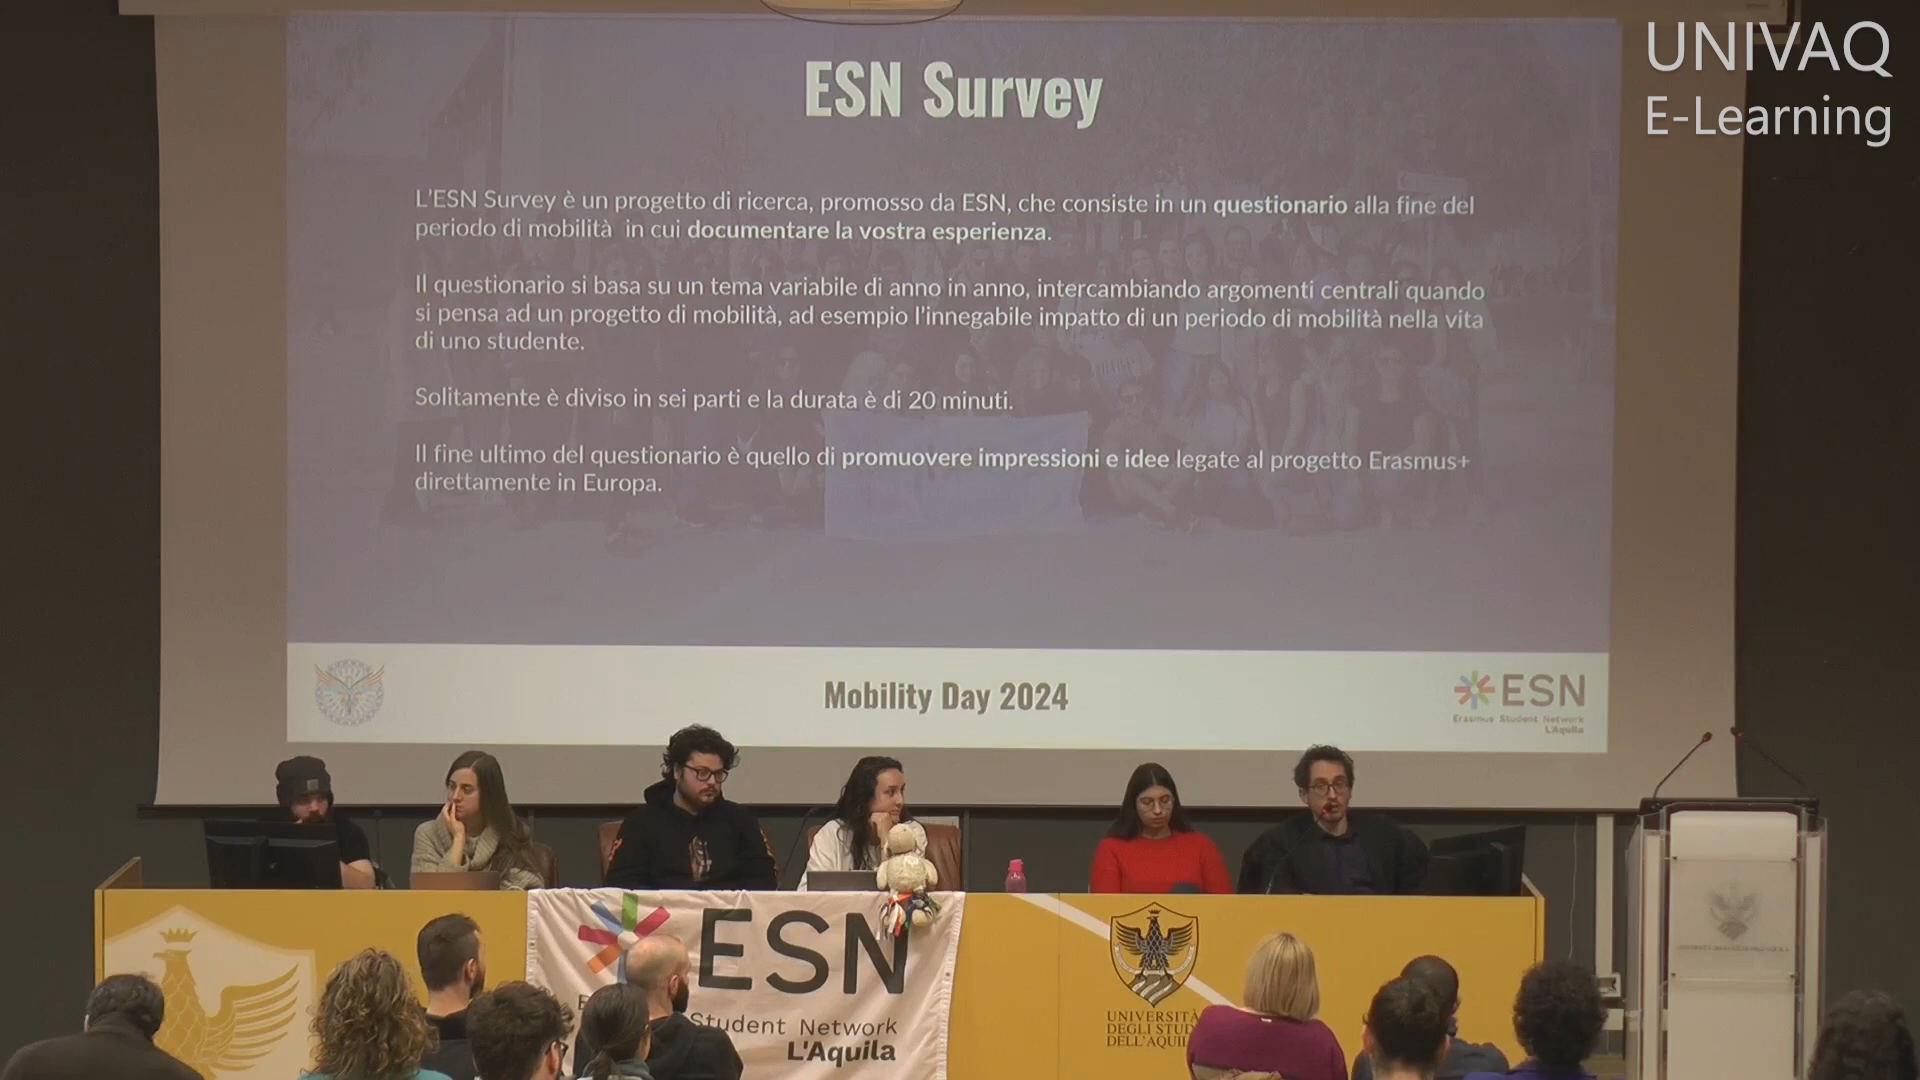 UNIVAQ
E-Learning
ESN Survey
L'ESN Survey è un progetto di ricerca, promosso da ESN, che consiste in un questionario alla fine del
periodo di mobilità in cui documentare la vostra esperienza.
Il questionario si basa su un tema variabile di anno in anno, intercambiando argomenti centrali quando
si pensa ad un progetto di mobilità, ad esempio l'innegabile impatto di un periodo di mobilità nella vita
di uno studente.
Solitamente è diviso in sei parti e la durata è di 20 minuti.
Il fine ultimo del questionario è quello di promuovere impressioni e idee legate al progetto Erasmus+
direttamente in Europa.
Mobility Day 2024
ESN
Erasmus Student Network
L'Aquila
ESN
Student Network
L'Aquila
UNIVERSITÀ
DEGLI STUD
DELL'AQUIL